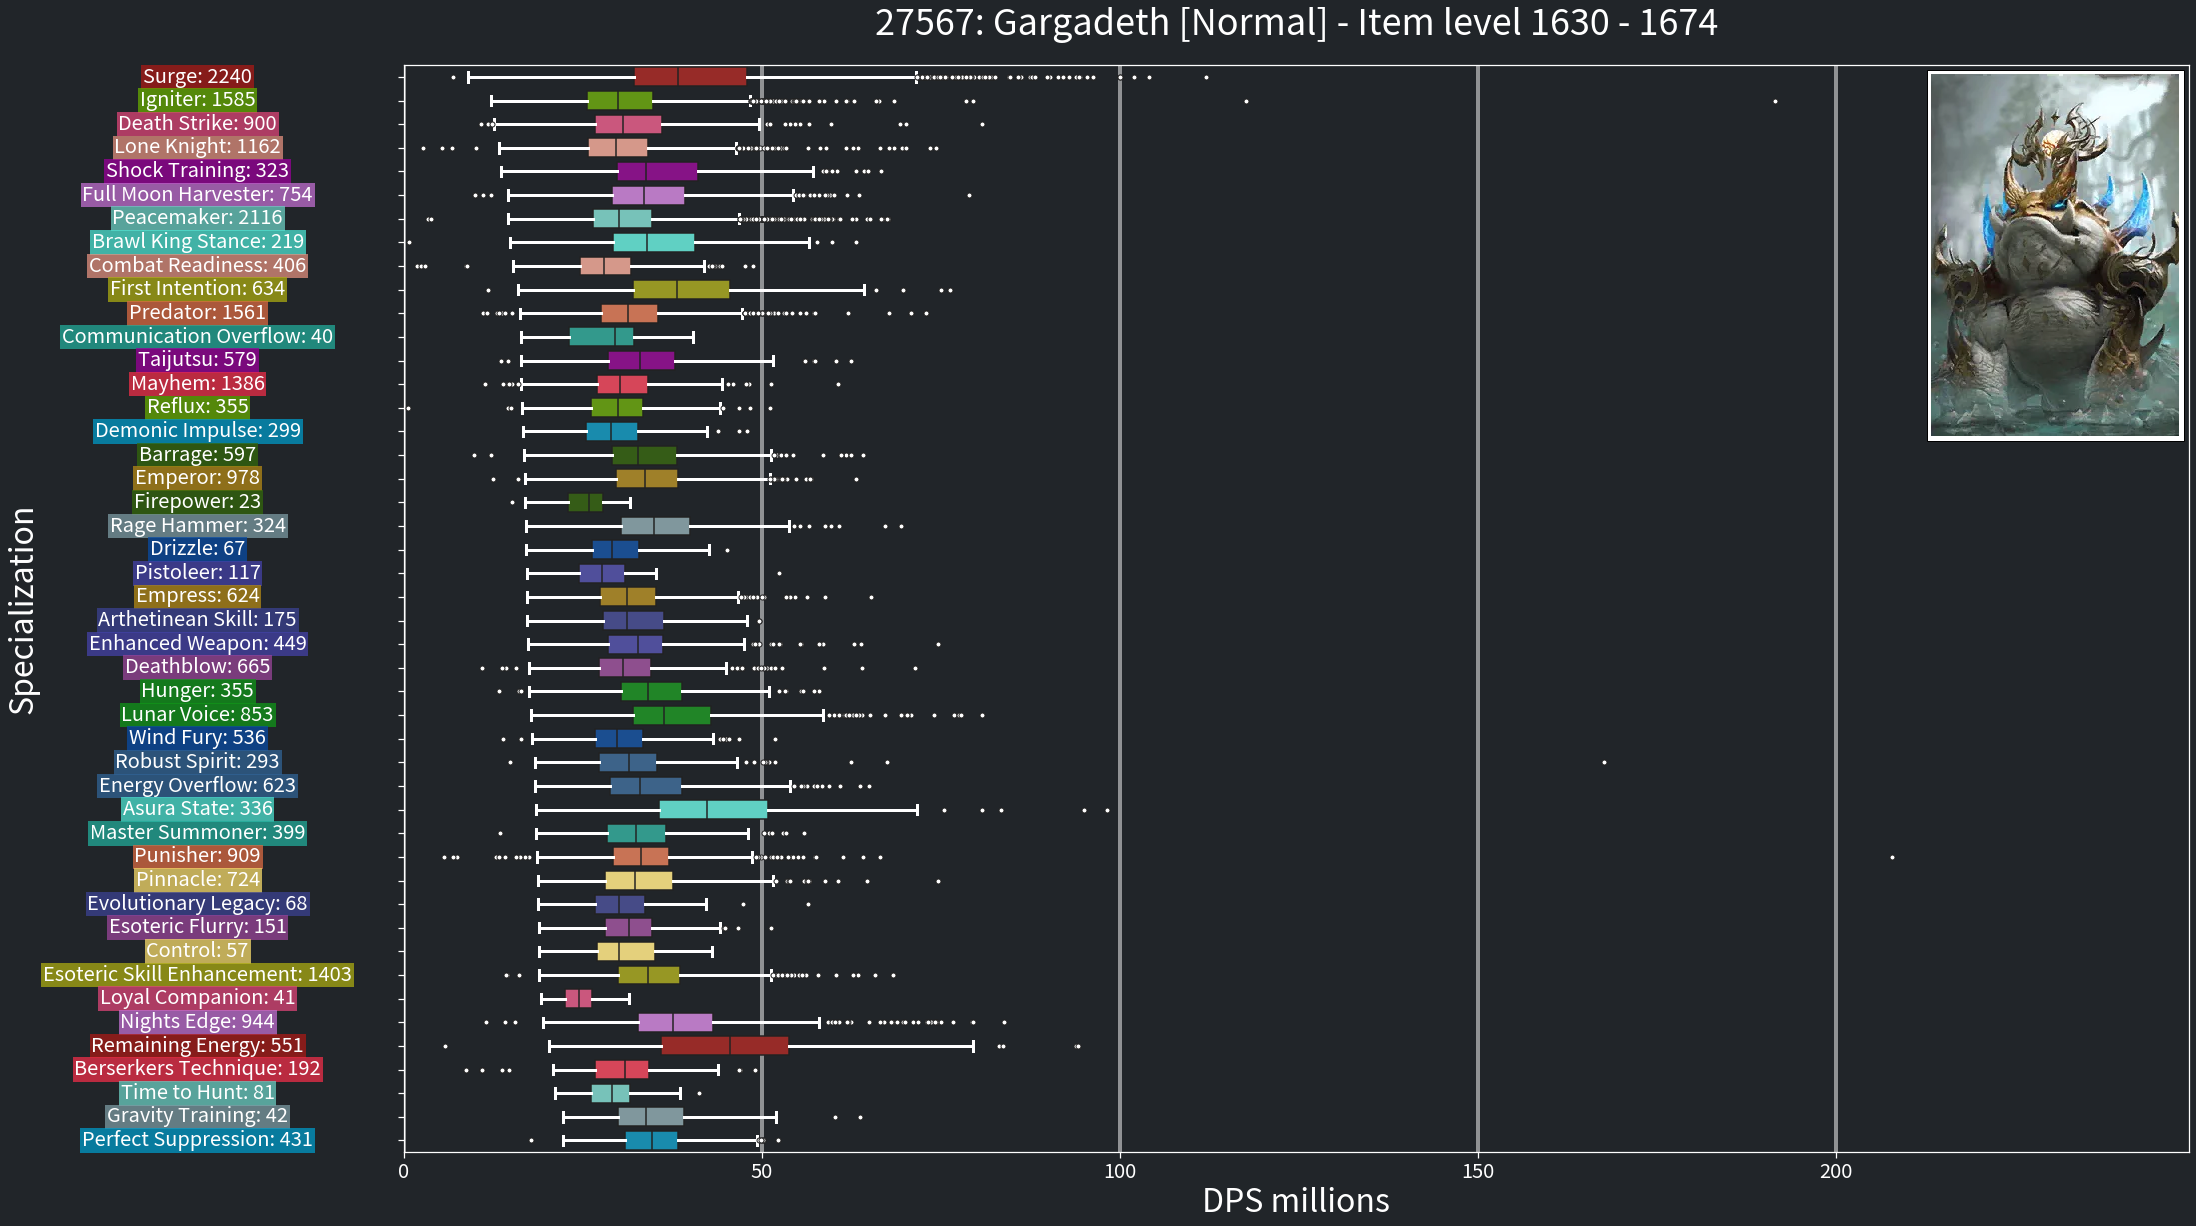 27567: Gargadeth [Normal] - Item level 1630 - 1674
Specialization
Surge: 2240
Igniter: 1585
Death Strike: 900
Lone Knight: 1162
Shock Training: 323
Full Moon Harvester: 754
Peacemaker: 2116
Brawl King Stance: 219
Combat Readiness: 406
First Intention: 634
Predator: 1561
Communication Overflow: 40
Taijutsu: 579
Mayhem: 1386
Reflux: 355
Demonic Impulse: 299
Barrage: 597
Emperor: 978
Firepower: 23
Rage Hammer: 324
Drizzle: 67
Pistoleer: 117
Empress: 624
Arthetinean Skill: 175
Enhanced Weapon: 449
Deathblow: 665
Hunger: 355
Lunar Voice: 853
Wind Fury: 536
Robust Spirit: 293
Energy Overflow: 623
Asura State: 336
Master Summoner: 399
Punisher: 909
Pinnacle: 724
Evolutionary Legacy: 68
Esoteric Flurry: 151
Control: 57
Esoteric Skill Enhancement: 1403
Loyal Companion: 41
Nights Edge: 944
Remaining Energy: 551
Berserkers Technique: 192
Time to Hunt: 81
Gravity Training: 42
Perfect Suppression: 431
0 50 100 150 200
DPS millions